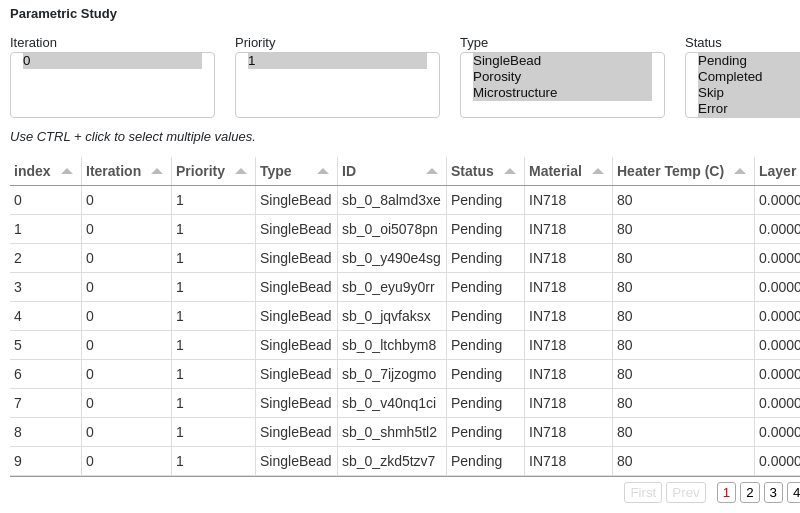 Parametric Study
Iteration Priority Type Status
0 1 SingleBead Pending
Porosity Completed
Microstructure Skip
Error
Use CTRL + click to select multiple values.
index Iteration Priority Type ID Status Material Heater Temp (C) Layer
0 0 1 SingleBead sb_0_8almd3xe Pending IN718 80 0.0000
1 0 1 SingleBead sb_0_oi5078pn Pending IN718 80 0.0000
2 0 1 SingleBead sb_0_y490e4sg Pending IN718 80 0.0000
3 0 1 SingleBead sb_0_eyu9y0rr Pending IN718 80 0.0000
4 0 1 SingleBead sb_0_jqvfaksx Pending IN718 80 0.0000
5 0 1 SingleBead sb_0_ltchbym8 Pending IN718 80 0.0000
6 0 1 SingleBead sb_0_7ijzogmo Pending IN718 80 0.0000
7 0 1 SingleBead sb_0_v40nq1ci Pending IN718 80 0.0000
8 0 1 SingleBead sb_0_shmh5tl2 Pending IN718 80 0.0000
9 0 1 SingleBead sb_0_zkd5tzv7 Pending IN718 80 0.0000
First Prev 1 2 3 4